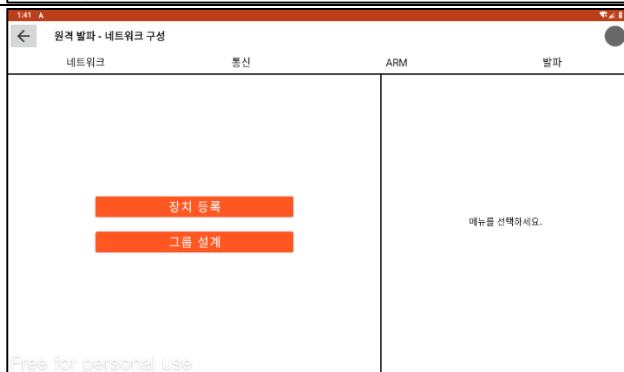 1:41 A
원격 발파 - 네트워크 구성
네트워크 통신 ARM 발파
장치 등록
메뉴를 선택하세요.
그룹 설계
Free for personal use